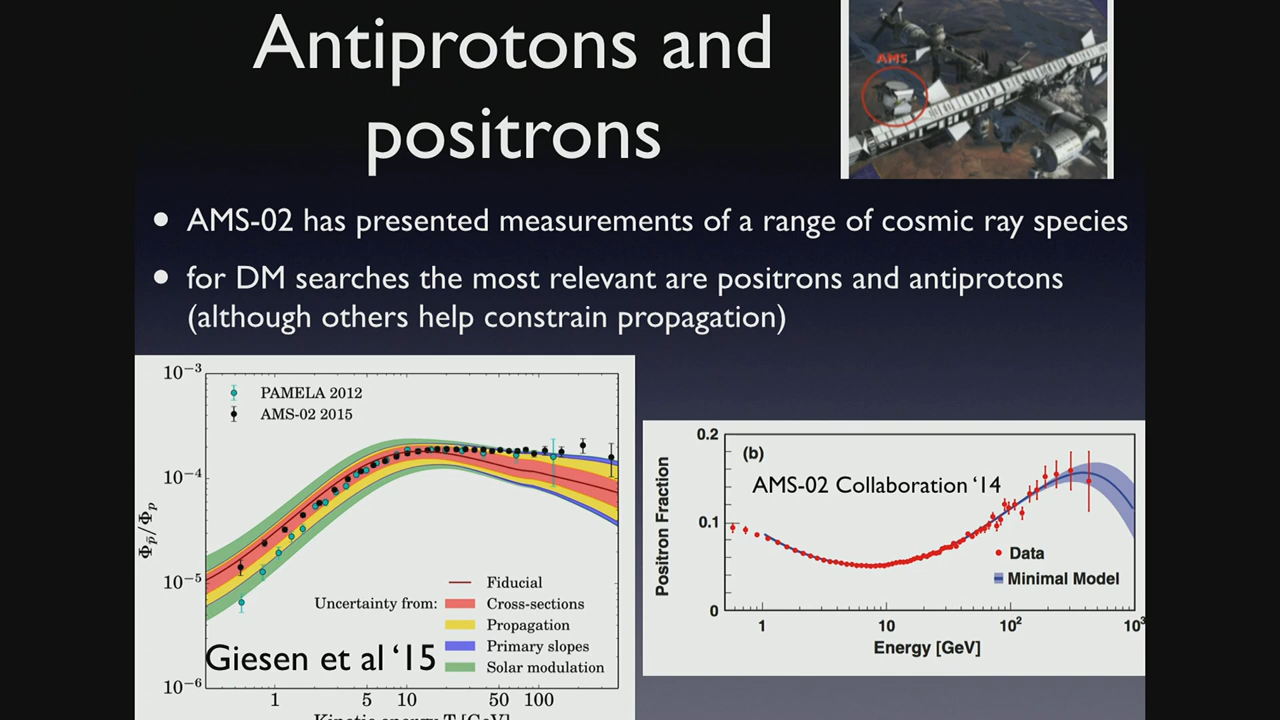 Antiprotons and
positrons
AMS
• AMS-02 has presented measurements of a range of cosmic ray species
• for DM searches the most relevant are positrons and antiprotons
(although others help constrain propagation)
10⁻³
10⁻⁴
10⁻⁵
10⁻⁶
Φp̄/Φp
PAMELA 2012
AMS-02 2015
Fiducial
Uncertainty from:
Cross-sections
Propagation
Primary slopes
Solar modulation
Giesen et al ‘15
1 5 10 50 100
Kinetic energy T [GeV]
0.2
0.1
0
Positron Fraction
(b)
AMS-02 Collaboration ‘14
Data
Minimal Model
1 10 10² 10³
Energy [GeV]